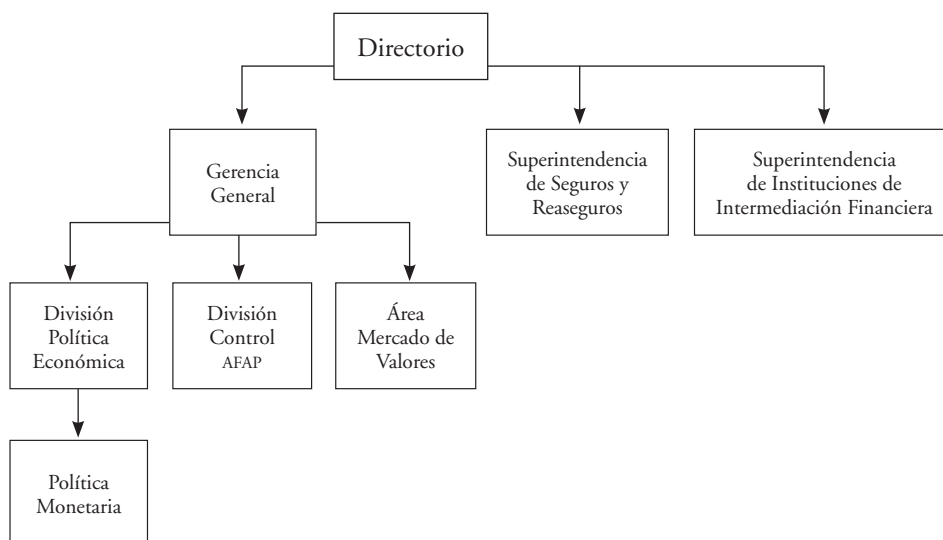 Directorio
Gerencia
General
Superintendencia
de Seguros y
Reaseguros
Superintendencia
de Instituciones de
Intermediación Financiera
División
Política
Económica
División
Control
AFAP
Área
Mercado de
Valores
Política
Monetaria